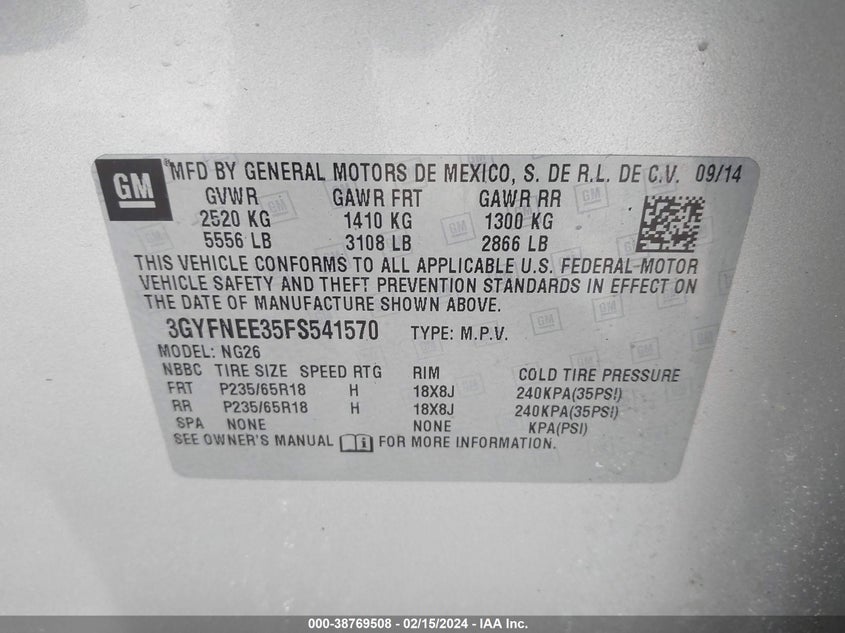 GM
® MFD BY GENERAL MOTORS DE MEXICO, S. DE R.L. DE C.V. 09/14
GVWR GAWR FRT GAWR RR
2520 KG 1410 KG 1300 KG
5556 LB 3108 LB 2866 LB
THIS VEHICLE CONFORMS TO ALL APPLICABLE U.S. FEDERAL MOTOR
VEHICLE SAFETY AND THEFT PREVENTION STANDARDS IN EFFECT ON
THE DATE OF MANUFACTURE SHOWN ABOVE.
3GYFNEE35FS541570 TYPE: M.P.V.
MODEL: NG26
NBBC TIRE SIZE SPEED RTG RIM COLD TIRE PRESSURE
FRT P235/65R18 H 18X8J 240KPA(35PSI)
RR P235/65R18 H 18X8J 240KPA(35PSI)
SPA NONE NONE KPA(PSI)
SEE OWNER'S MANUAL FOR MORE INFORMATION.
000-38769508 - 02/15/2024 - IAA Inc.